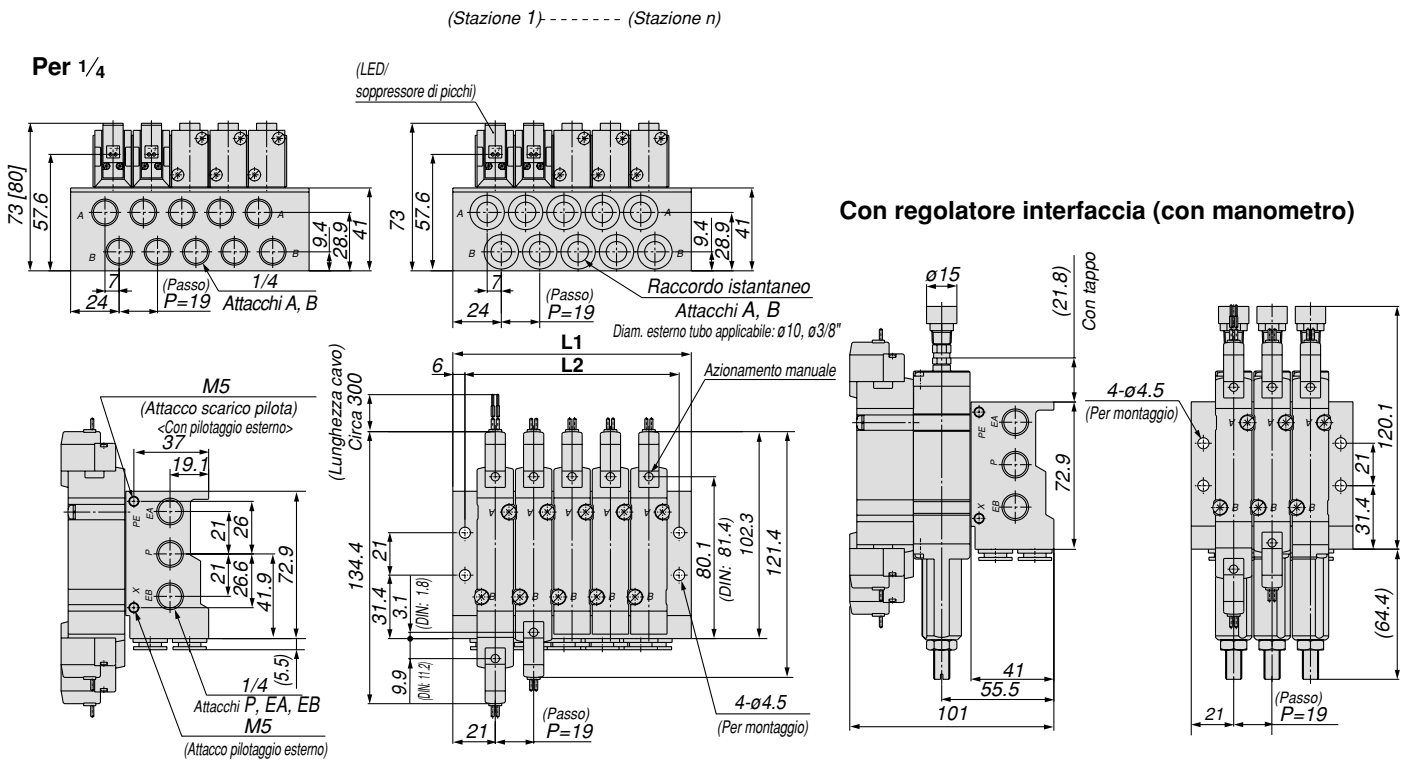 (Stazione 1)-------- (Stazione n)
Per 1/4
(LED/
soppressore di picchi)
73 [80]
57.6
A
A
B
B
9.4
28.9
41
7
24
(Passo)
P=19
1/4
Attacchi A, B
73
57.6
A
A
B
B
9.4
28.9
41
7
24
(Passo)
P=19
Raccordo istantaneo
Attacchi A, B
Diam. esterno tubo applicabile: ø10, ø3/8"
M5
(Attacco scarico pilota)
<Con pilotaggio esterno>
37
19.1
PE
EA
P
X
EB
21
26
21
26.6
41.9
72.9
(5.5)
1/4
Attacchi P, EA, EB
M5
(Attacco pilotaggio esterno)
L1
L2
6
Azionamento manuale
(Lunghezza cavo)
Circa 300
134.4
21
31.4
3.1
(DIN: 1.8)
9.9
(DIN: 11.2)
A
A
A
A
A
B
B
B
B
B
80.1
(DIN: 81.4)
102.3
121.4
21
(Passo)
P=19
4-ø4.5
(Per montaggio)
Con regolatore interfaccia (con manometro)
ø15
(21.8)
Con tappo
PE
EA
P
X
EB
72.9
41
55.5
101
4-ø4.5
(Per montaggio)
A
A
A
B
B
B
120.1
21
31.4
(64.4)
21
(Passo)
P=19